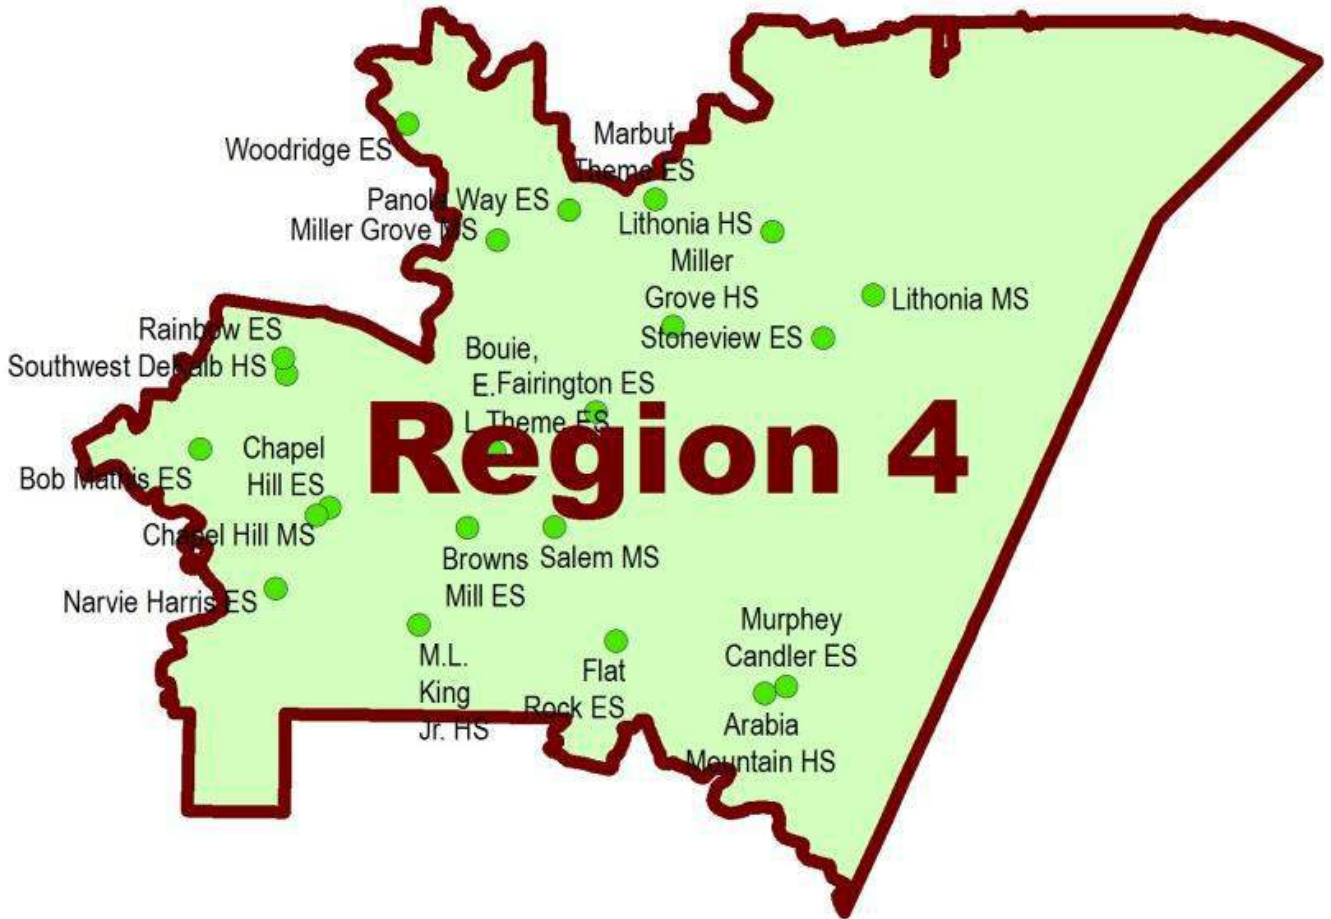 Marbut
Theme ES
Woodridge ES
Panola Way ES
Miller Grove MS
Lithonia HS
Miller
Grove HS
Lithonia MS
Rainbow ES
Southwest DeKalb HS
Stoneview ES
Bouie,
E.
L. Theme ES
Fairington ES
Region 4
Bob Mathis ES
Chapel
Hill ES
Chapel Hill MS
Browns
Mill ES
Salem MS
Narvie Harris ES
M.L.
King
Jr. HS
Flat
Rock ES
Murphey
Candler ES
Arabia
Mountain HS